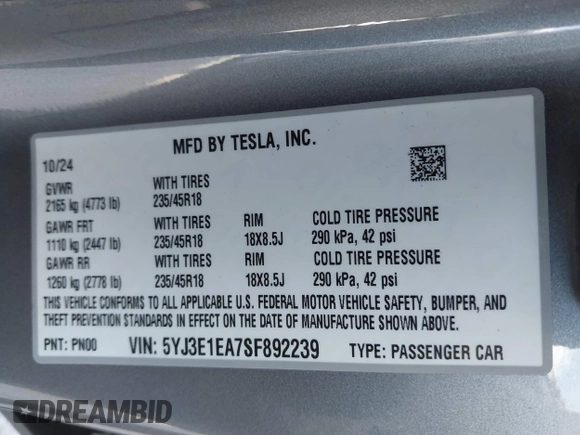 MFD BY TESLA, INC.
10/24
GVWR WITH TIRES
2165 kg (4773 lb) 235/45R18
GAWR FRT WITH TIRES RIM COLD TIRE PRESSURE
1110 kg (2447 lb) 235/45R18 18X8.5J 290 kPa, 42 psi
GAWR RR WITH TIRES RIM COLD TIRE PRESSURE
1260 kg (2778 lb) 235/45R18 18X8.5J 290 kPa, 42 psi
THIS VEHICLE CONFORMS TO ALL APPLICABLE U.S. FEDERAL MOTOR VEHICLE SAFETY, BUMPER, AND
THEFT PREVENTION STANDARDS IN EFFECT ON THE DATE OF MANUFACTURE SHOWN ABOVE.
PNT: PN00 VIN: 5YJ3E1EA7SF892239 TYPE: PASSENGER CAR
DREAMBID